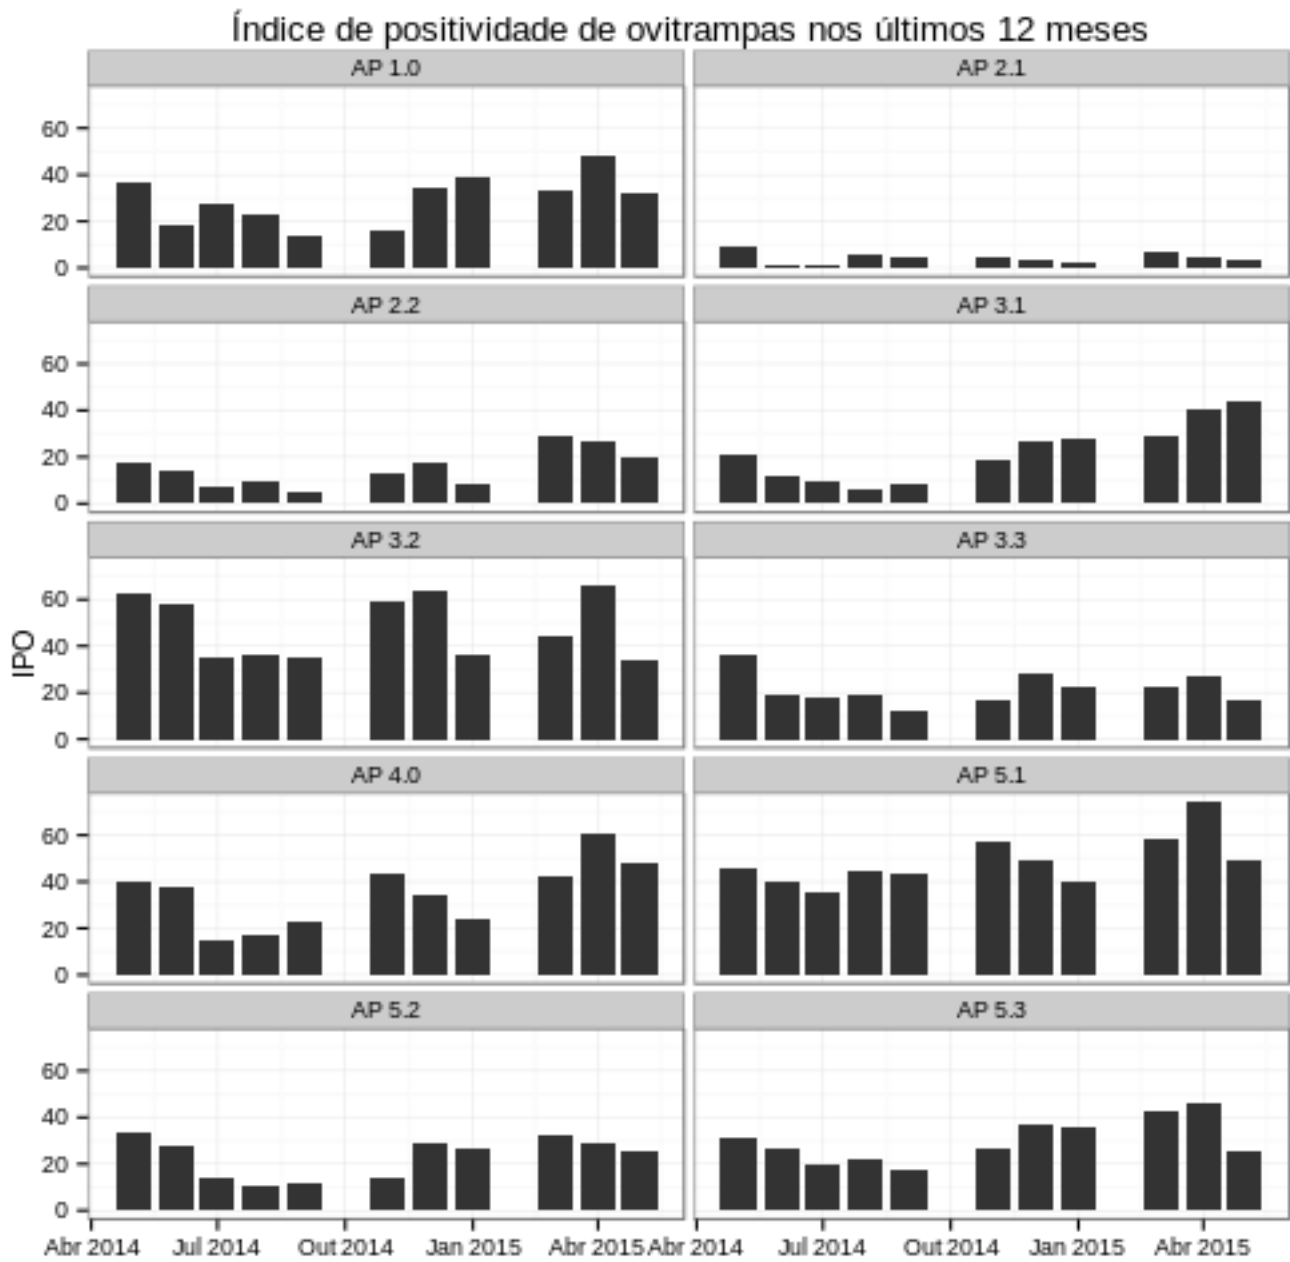 Índice de positividade de ovitrampas nos últimos 12 meses
AP 1.0
AP 2.1
60
40
20
0
AP 2.2
AP 3.1
60
40
20
0
AP 3.2
AP 3.3
60
40
20
0
IPO
AP 4.0
AP 5.1
60
40
20
0
AP 5.2
AP 5.3
60
40
20
0
Abr 2014 Jul 2014 Out 2014 Jan 2015 Abr 2015 Abr 2014 Jul 2014 Out 2014 Jan 2015 Abr 2015